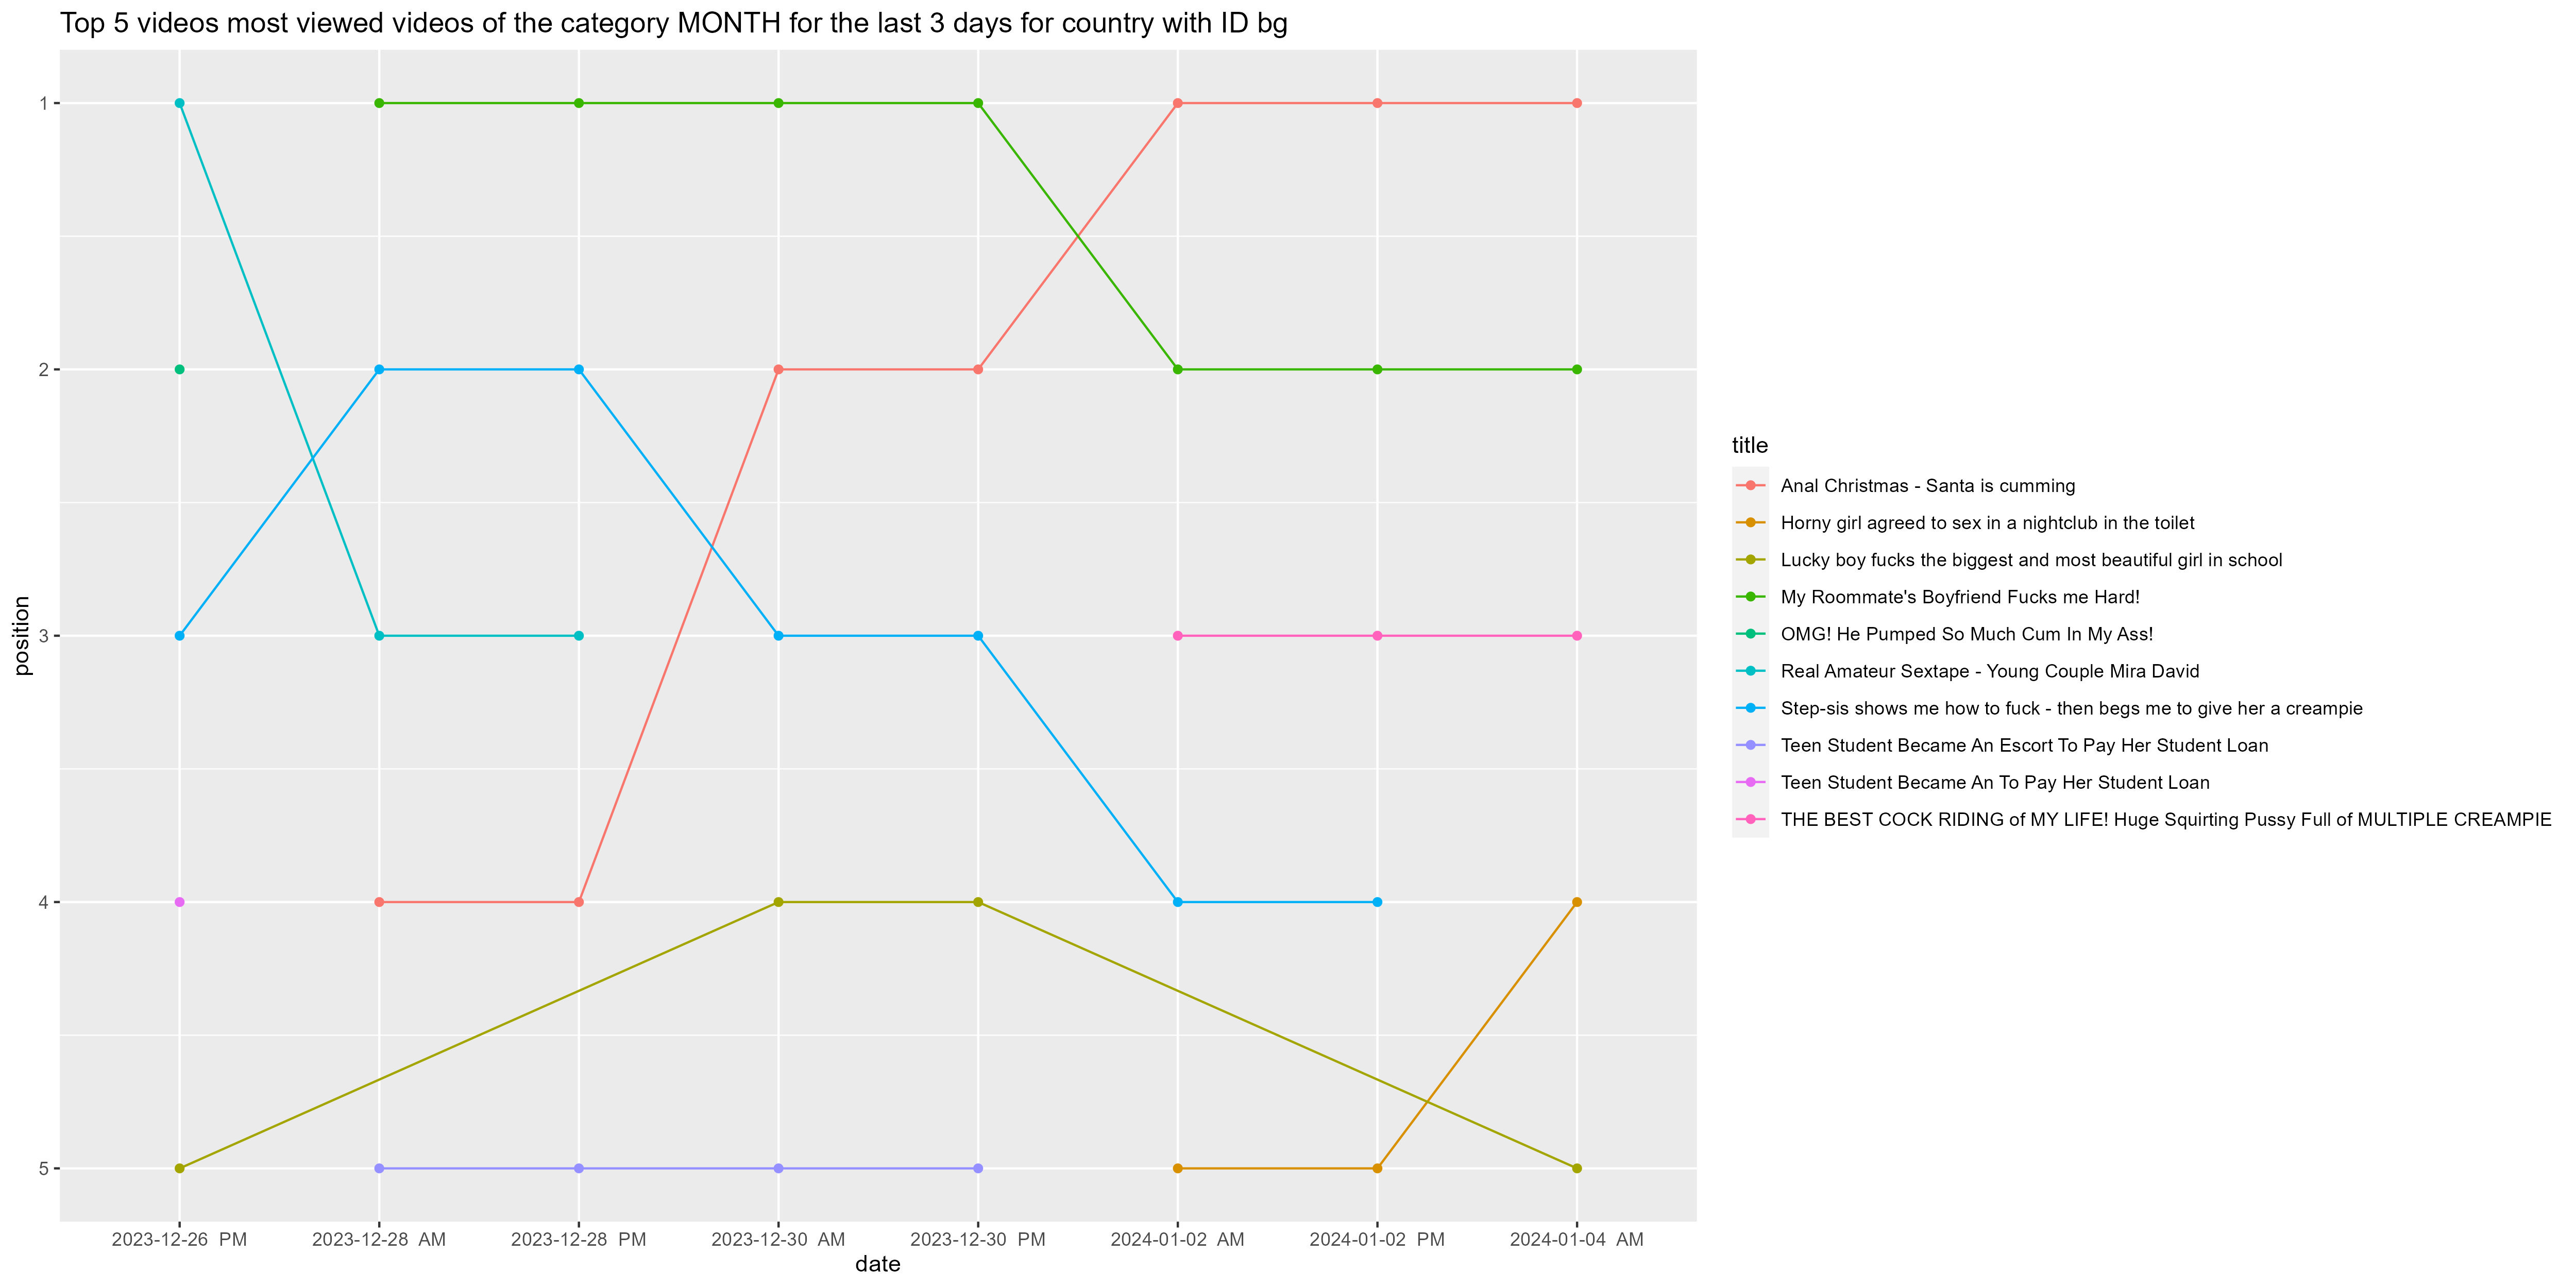 Top 5 videos most viewed videos of the category MONTH for the last 3 days for country with ID bg
position
1
2
3
4
5
2023-12-26 PM
2023-12-28 AM
2023-12-28 PM
2023-12-30 AM
2023-12-30 PM
2024-01-02 AM
2024-01-02 PM
2024-01-04 AM
date
title
Anal Christmas - Santa is cumming
Horny girl agreed to sex in a nightclub in the toilet
Lucky boy fucks the biggest and most beautiful girl in school
My Roommate's Boyfriend Fucks me Hard!
OMG! He Pumped So Much Cum In My Ass!
Real Amateur Sextape - Young Couple Mira David
Step-sis shows me how to fuck - then begs me to give her a creampie
Teen Student Became An Escort To Pay Her Student Loan
Teen Student Became An To Pay Her Student Loan
THE BEST COCK RIDING of MY LIFE! Huge Squirting Pussy Full of MULTIPLE CREAMPIE